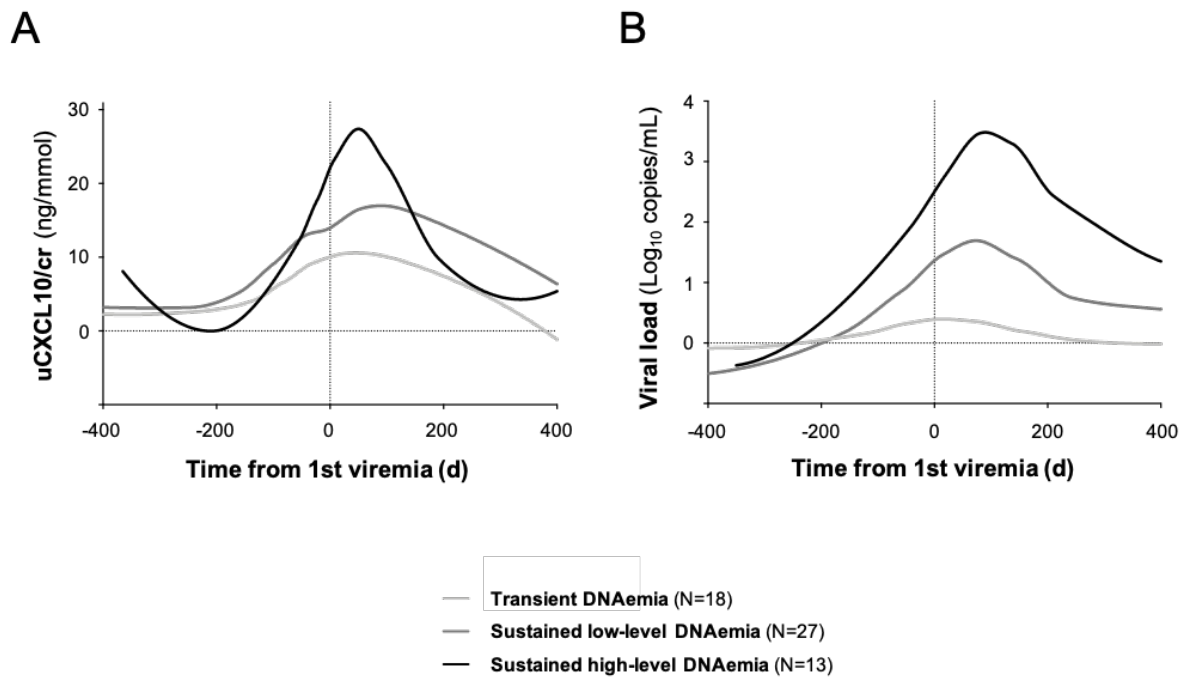 A
B
uCXCL10/cr (ng/mmol)
30
20
10
0
-400
-200
0
200
400
Time from 1st viremia (d)
Viral load (Log10 copies/mL)
4
3
2
1
0
-400
-200
0
200
400
Time from 1st viremia (d)
Transient DNAemia (N=18)
Sustained low-level DNAemia (N=27)
Sustained high-level DNAemia (N=13)